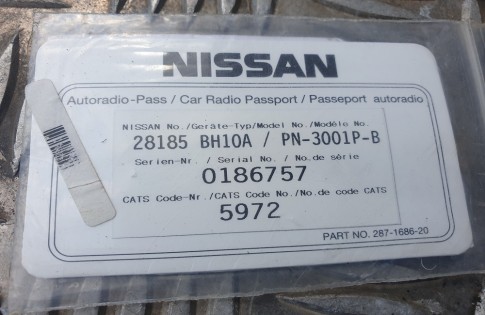 NISSAN
Autoradio-Pass / Car Radio Passport / Passeport autoradio
NISSAN No./Geräte-Typ/Model No./Modèle No.
28185 BH10A / PN-3001P-B
Serien-Nr. / Serial No. / No.de série
0186757
CATS Code-Nr./CATS Code No./No.de code CATS
5972
PART NO. 287-1686-20